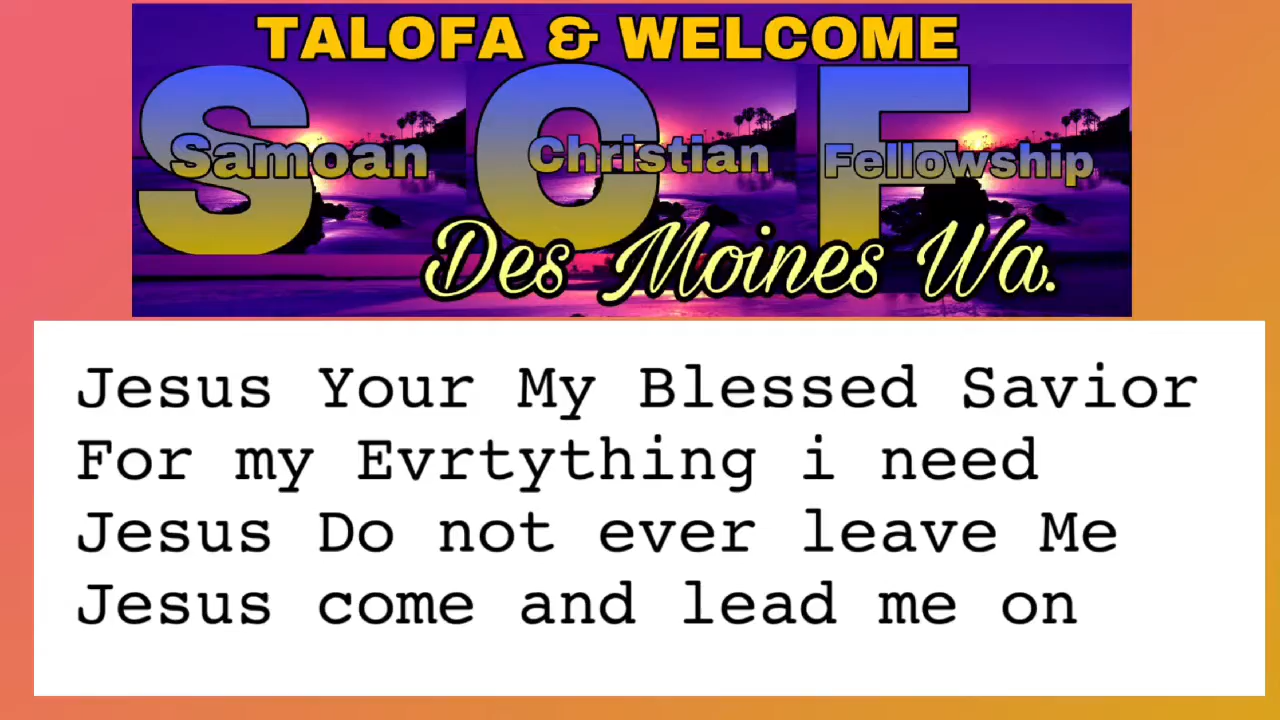 TALOFA & WELCOME
S C F
Samoan Christian Fellowship
Des Moines Wa.
Jesus Your My Blessed Savior
For my Evrtything i need
Jesus Do not ever leave Me
Jesus come and lead me on